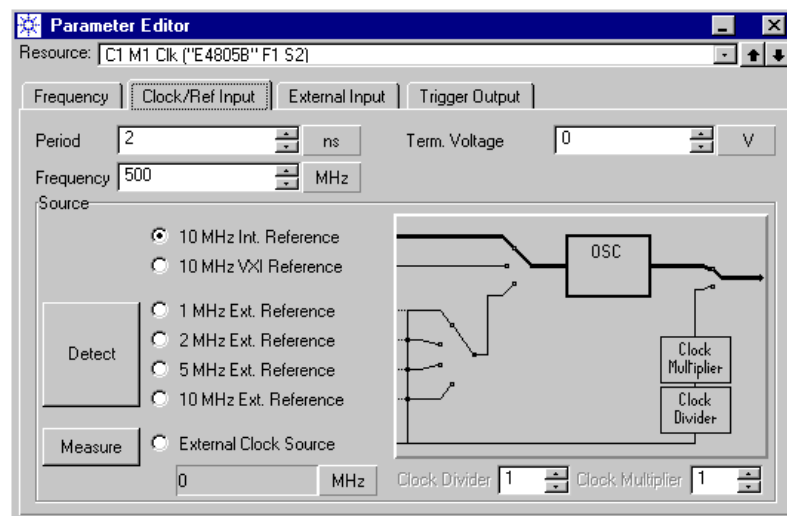 Parameter Editor
Resource: C1 M1 Clk ("E4805B" F1 S2)
Frequency Clock/Ref Input External Input Trigger Output
Period 2 ns Term. Voltage 0 V
Frequency 500 MHz
Source
10 MHz Int. Reference
10 MHz VXI Reference
1 MHz Ext. Reference
2 MHz Ext. Reference
5 MHz Ext. Reference
10 MHz Ext. Reference
Detect
Measure
External Clock Source
0 MHz
OSC
Clock
Multiplier
Clock
Divider
Clock Divider 1 Clock Multiplier 1